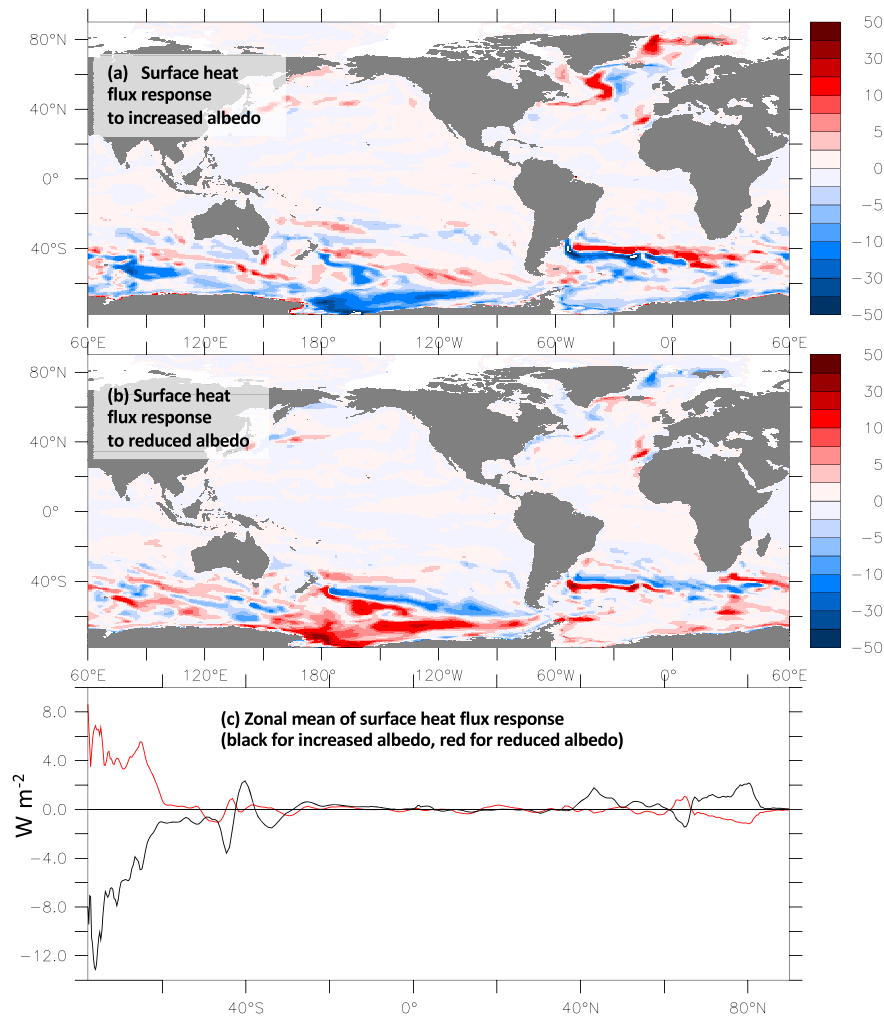 80°N
40°N
0°
40°S
(a) Surface heat
flux response
to increased albedo
50
30
10
5
0
−5
−10
−30
−50
60°E 120°E 180° 120°W 60°W 0° 60°E
80°N
40°N
0°
40°S
(b) Surface heat
flux response
to reduced albedo
50
30
10
5
0
−5
−10
−30
−50
60°E 120°E 180° 120°W 60°W 0° 60°E
(c) Zonal mean of surface heat flux response
(black for increased albedo, red for reduced albedo)
W m-2
8.0
4.0
0.0
−4.0
−8.0
−12.0
40°S 0° 40°N 80°N